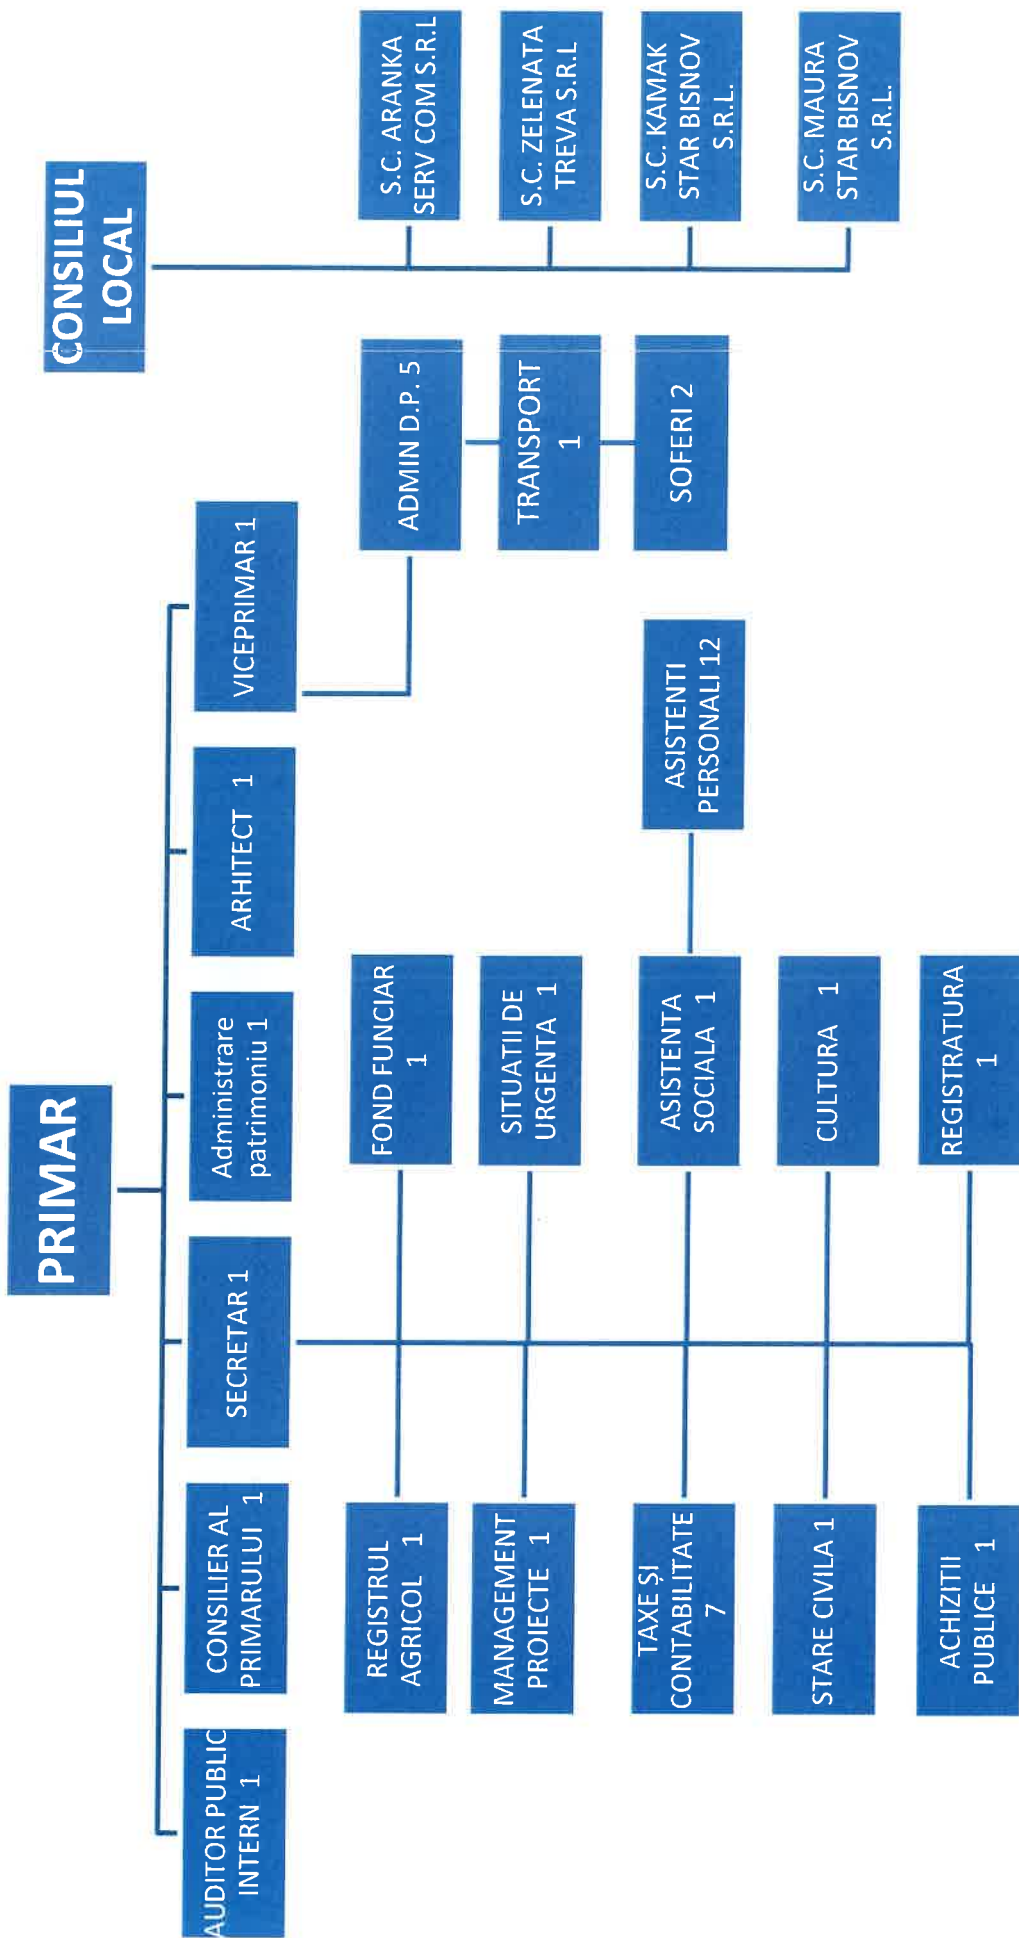 PRIMAR
CONSILIUL
LOCAL
AUDITOR PUBLIC
INTERN 1
CONSILIER AL
PRIMARULUI 1
SECRETAR 1
Administrare
patrimoniu 1
ARHITECT 1
VICEPRIMAR 1
REGISTRUL
AGRICOL 1
FOND FUNCIAR
1
MANAGEMENT
PROIECTE 1
SITUATII DE
URGENTA 1
TAXE ȘI
CONTABILITATE
7
ASISTENTA
SOCIALA 1
ASISTENTI
PERSONALI 12
STARE CIVILA 1
CULTURA 1
ACHIZITII
PUBLICE 1
REGISTRATURA
1
ADMIN D.P. 5
TRANSPORT
1
SOFERI 2
S.C. ARANKA
SERV COM S.R.L
S.C. ZELENATA
TREVA S.R.L
S.C. KAMAK
STAR BISNOV
S.R.L.
S.C. MAURA
STAR BISNOV
S.R.L.